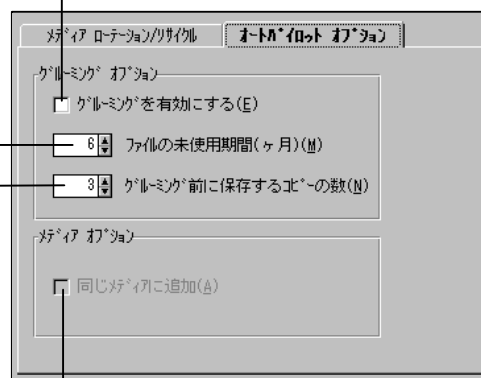 ﾒﾃﾞｨｱ ﾛｰﾃｰｼｮﾝ/ﾘｻｲｸﾙ
ｵｰﾄﾊﾟｲﾛｯﾄ ｵﾌﾟｼｮﾝ
ｸﾞﾙｰﾐﾝｸﾞ ｵﾌﾟｼｮﾝ
ｸﾞﾙｰﾐﾝｸﾞを有効にする(E)
6 ﾌｧｲﾙの未使用期間(ヶ月)(M)
3 ｸﾞﾙｰﾐﾝｸﾞ前に保存するｺﾋﾟｰの数(N)
ﾒﾃﾞｨｱ ｵﾌﾟｼｮﾝ
同じﾒﾃﾞｨｱに追加(A)